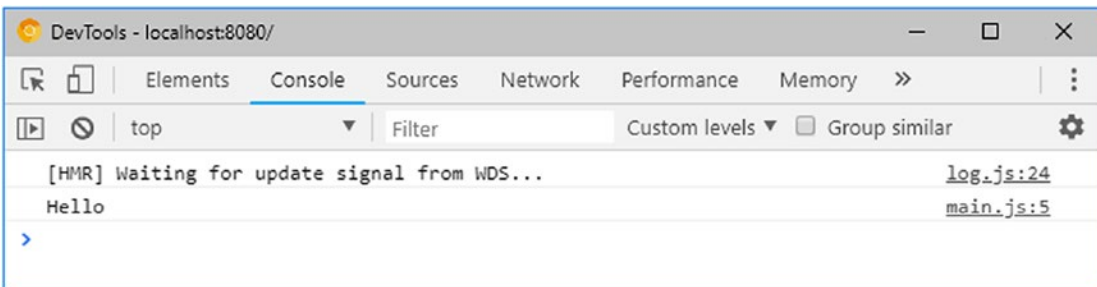 DevTools - localhost:8080/
Elements Console Sources Network Performance Memory »
top ▼ Filter Custom levels ▼ Group similar
[HMR] Waiting for update signal from WDS... log.js:24
Hello main.js:5
>